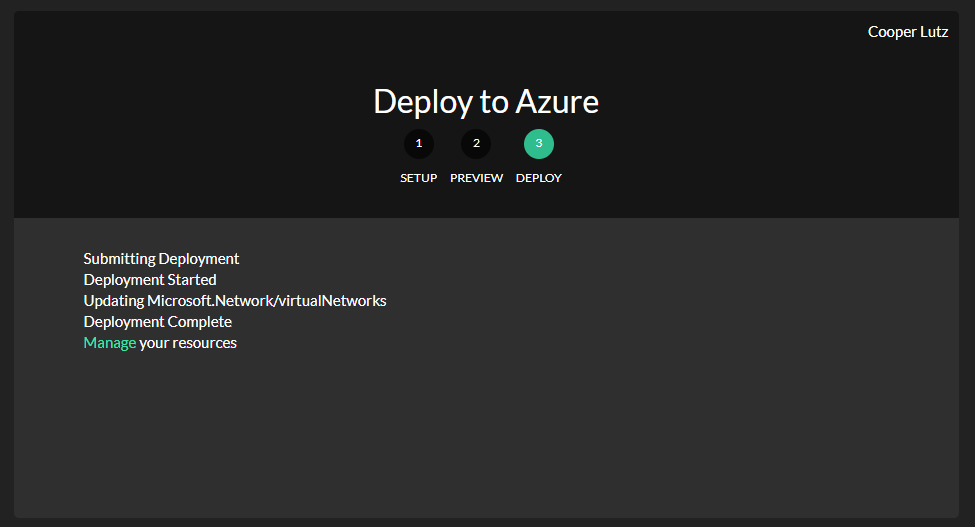 Cooper Lutz
Deploy to Azure
1 2 3
SETUP PREVIEW DEPLOY
Submitting Deployment
Deployment Started
Updating Microsoft.Network/virtualNetworks
Deployment Complete
Manage your resources